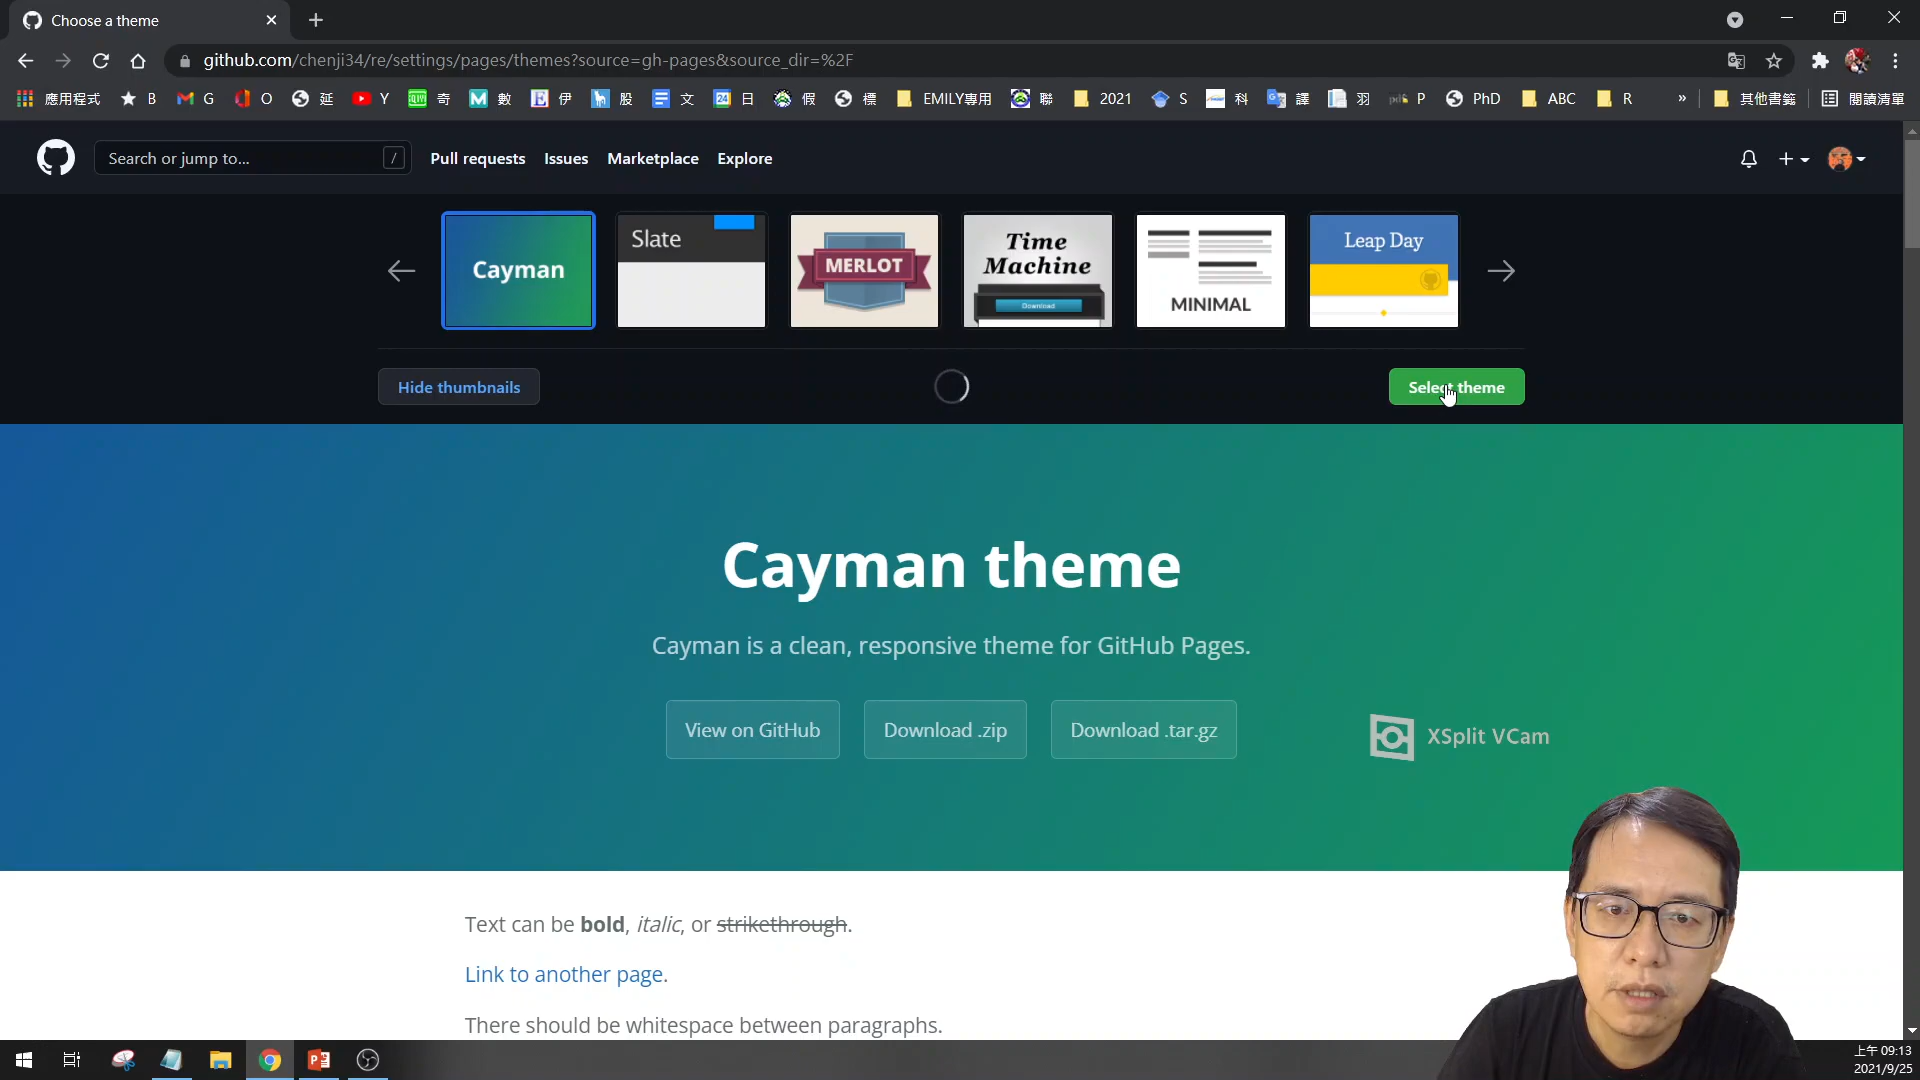 Choose a theme
github.com/chenji34/re/settings/pages/themes?source=gh-pages&source_dir=%2F
應用程式 B G O 延 Y 奇 數 伊 股 文 日 假 標 EMILY專用 聯 2021 S 科 譯 羽 P PhD ABC R » 其他書籤 閱讀清單
Search or jump to... / Pull requests Issues Marketplace Explore
Cayman
Slate
MERLOT
Time
Machine
Download
MINIMAL
Leap Day
Hide thumbnails Select theme
Cayman theme
Cayman is a clean, responsive theme for GitHub Pages.
View on GitHub Download .zip Download .tar.gz
XSplit VCam
Text can be bold, italic, or strikethrough.
Link to another page.
There should be whitespace between paragraphs.
上午 09:13
2021/9/25